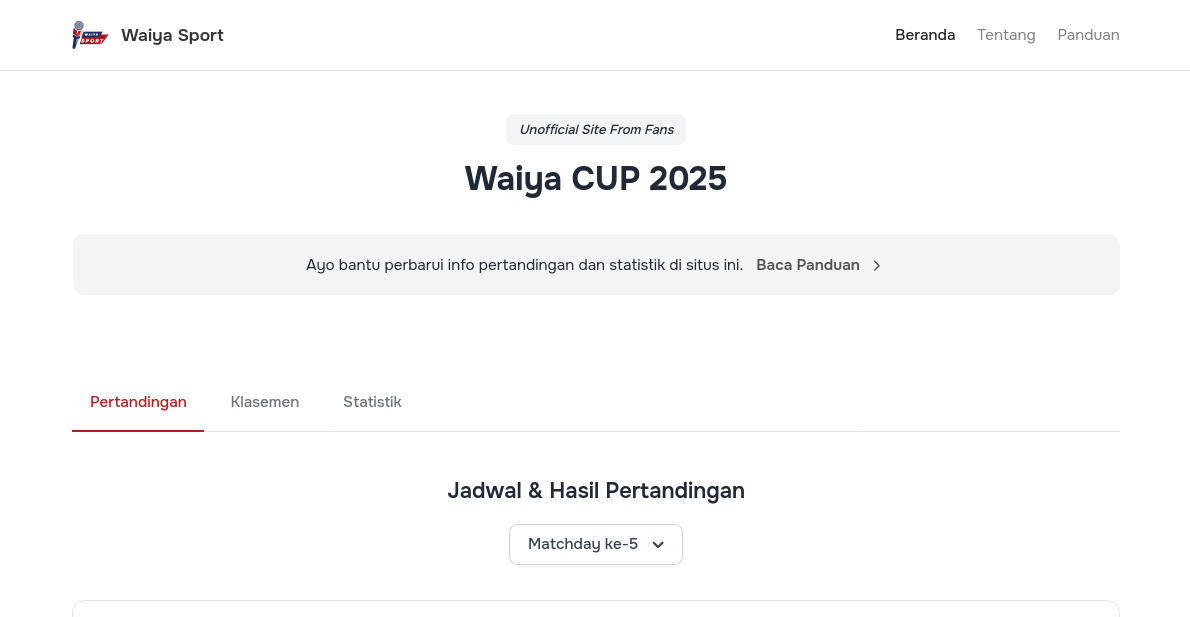 WAIYA
SPORT
Waiya Sport
Beranda
Tentang
Panduan
Unofficial Site From Fans
Waiya CUP 2025
Ayo bantu perbarui info pertandingan dan statistik di situs ini. Baca Panduan
Pertandingan
Klasemen
Statistik
Jadwal & Hasil Pertandingan
Matchday ke-5